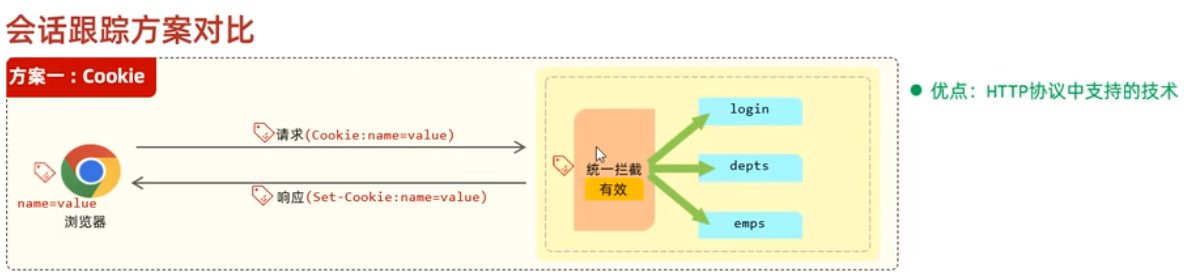 会话跟踪方案对比
方案一：Cookie
优点：HTTP协议中支持的技术
请求(Cookie:name=value)
响应(Set-Cookie:name=value)
name=value
浏览器
统一拦截
有效
login
depts
emps